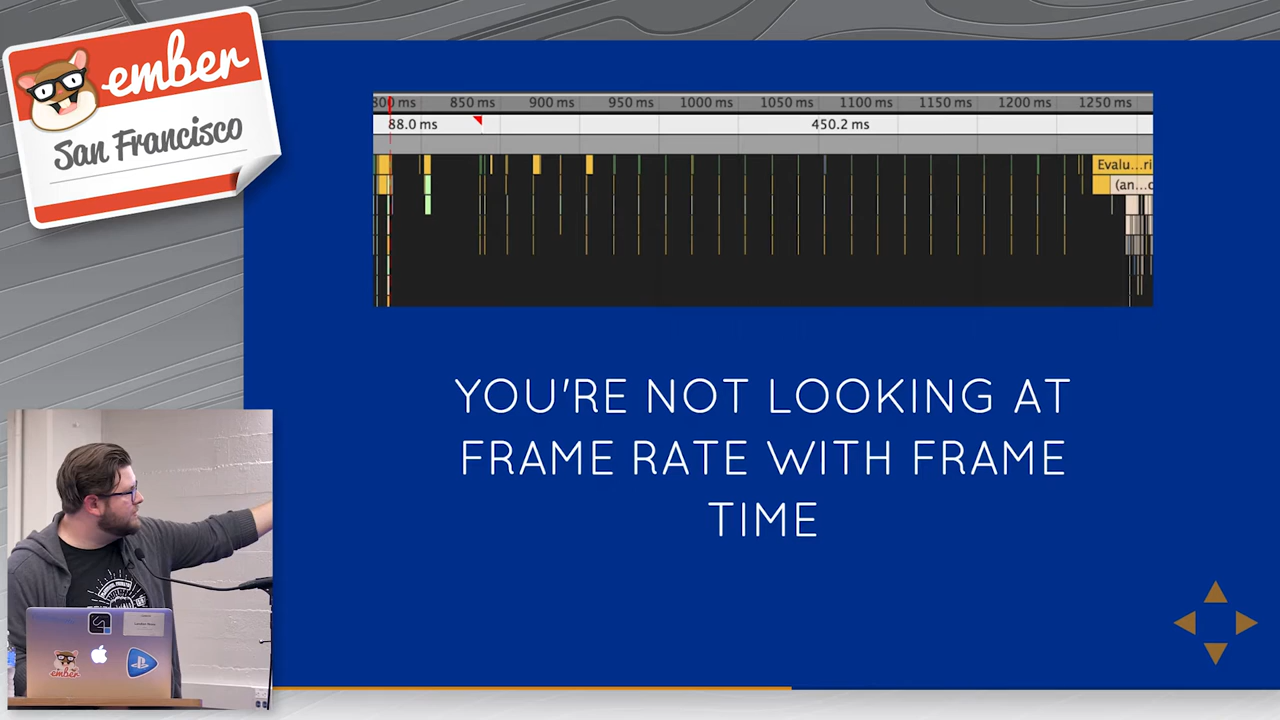 ember
San Francisco
800 ms 850 ms 900 ms 950 ms 1000 ms 1050 ms 1100 ms 1150 ms 1200 ms 1250 ms
88.0 ms 450.2 ms
Evalu...ri
(an...c
YOU'RE NOT LOOKING AT
FRAME RATE WITH FRAME
TIME
ember